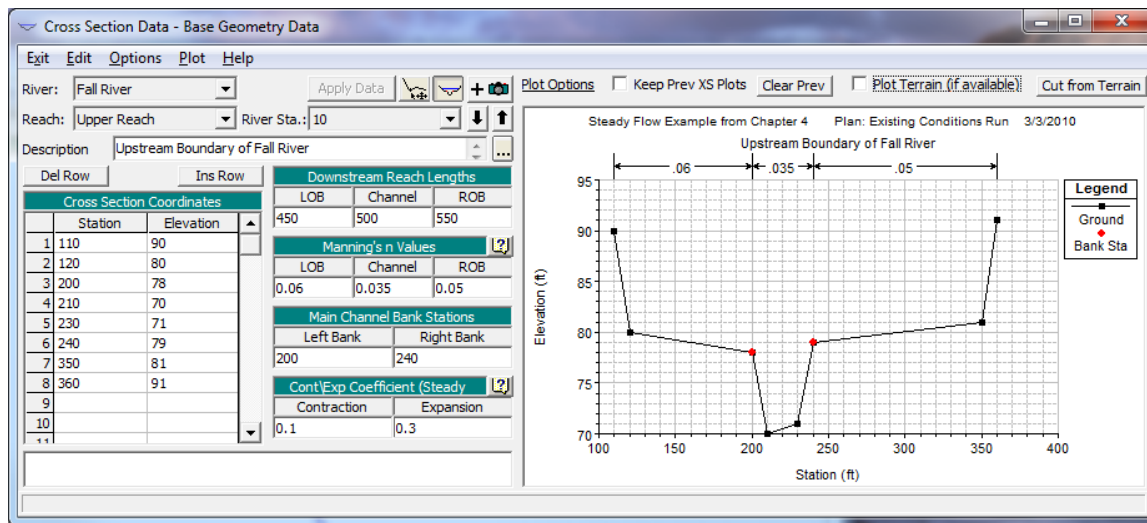 Cross Section Data - Base Geometry Data
Exit Edit Options Plot Help
River: Fall River Apply Data
Reach: Upper Reach River Sta.: 10
Description Upstream Boundary of Fall River ...
Del Row Ins Row
Cross Section Coordinates
Station Elevation
1 110 90
2 120 80
3 200 78
4 210 70
5 230 71
6 240 79
7 350 81
8 360 91
9
10
11
Downstream Reach Lengths
LOB Channel ROB
450 500 550
Manning's n Values
LOB Channel ROB
0.06 0.035 0.05
Main Channel Bank Stations
Left Bank Right Bank
200 240
Cont\Exp Coefficient (Steady
Contraction Expansion
0.1 0.3
Plot Options Keep Prev XS Plots Clear Prev Plot Terrain (if available) Cut from Terrain
Steady Flow Example from Chapter 4 Plan: Existing Conditions Run 3/3/2010
Upstream Boundary of Fall River
.06 .035 .05
95
90
85
80
75
70
Elevation (ft)
100 150 200 250 300 350 400
Station (ft)
Legend
Ground
Bank Sta